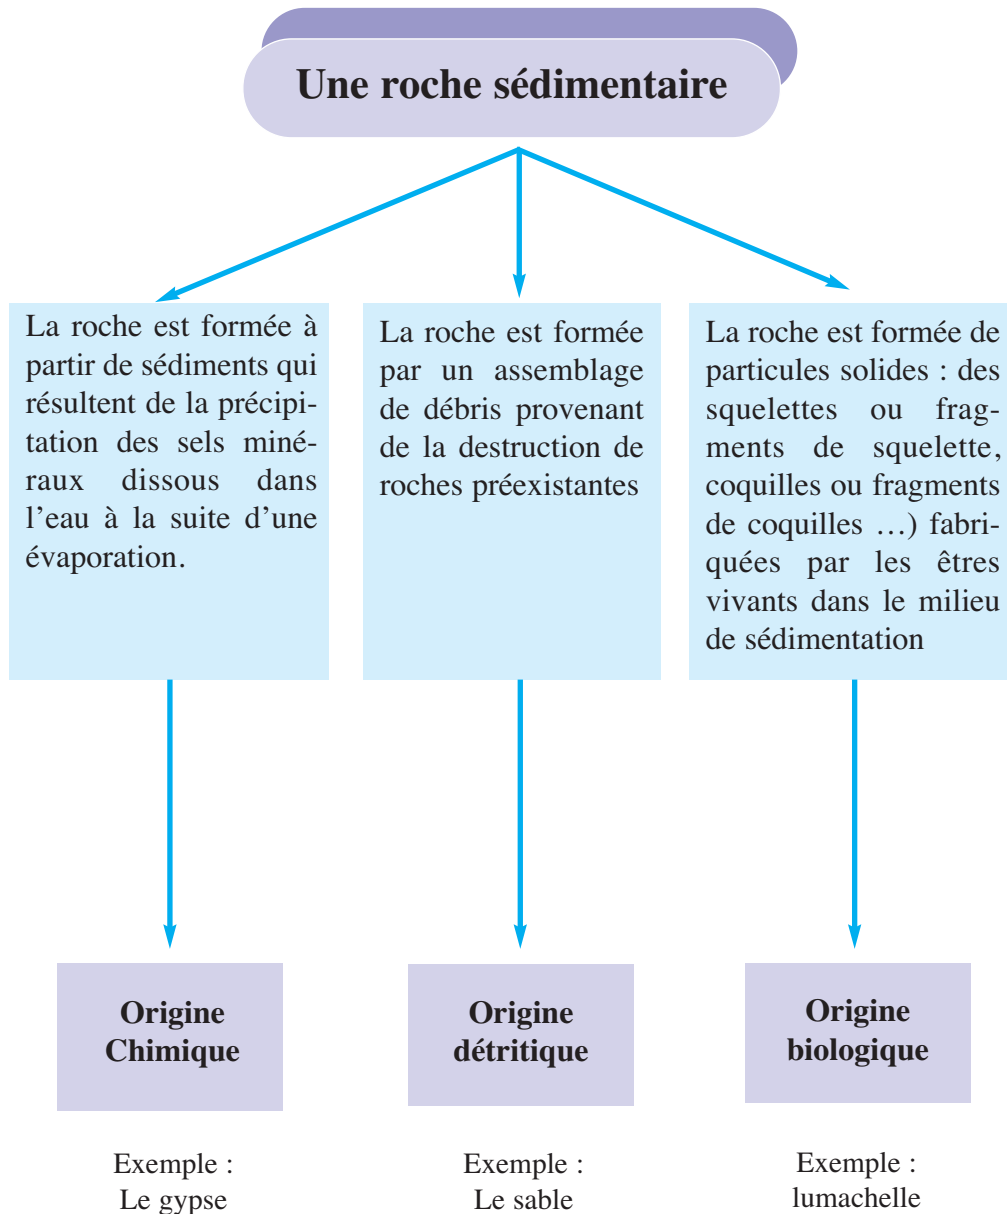 Une roche sédimentaire
La roche est formée à
partir de sédiments qui
résultent de la précipi-
tation des sels miné-
raux dissous dans
l’eau à la suite d’une
évaporation.
La roche est formée
par un assemblage
de débris provenant
de la destruction de
roches préexistantes
La roche est formée de
particules solides : des
squelettes ou frag-
ments de squelette,
coquilles ou fragments
de coquilles …) fabri-
quées par les êtres
vivants dans le milieu
de sédimentation
Origine
Chimique
Origine
détritique
Origine
biologique
Exemple :
Le gypse
Exemple :
Le sable
Exemple :
lumachelle